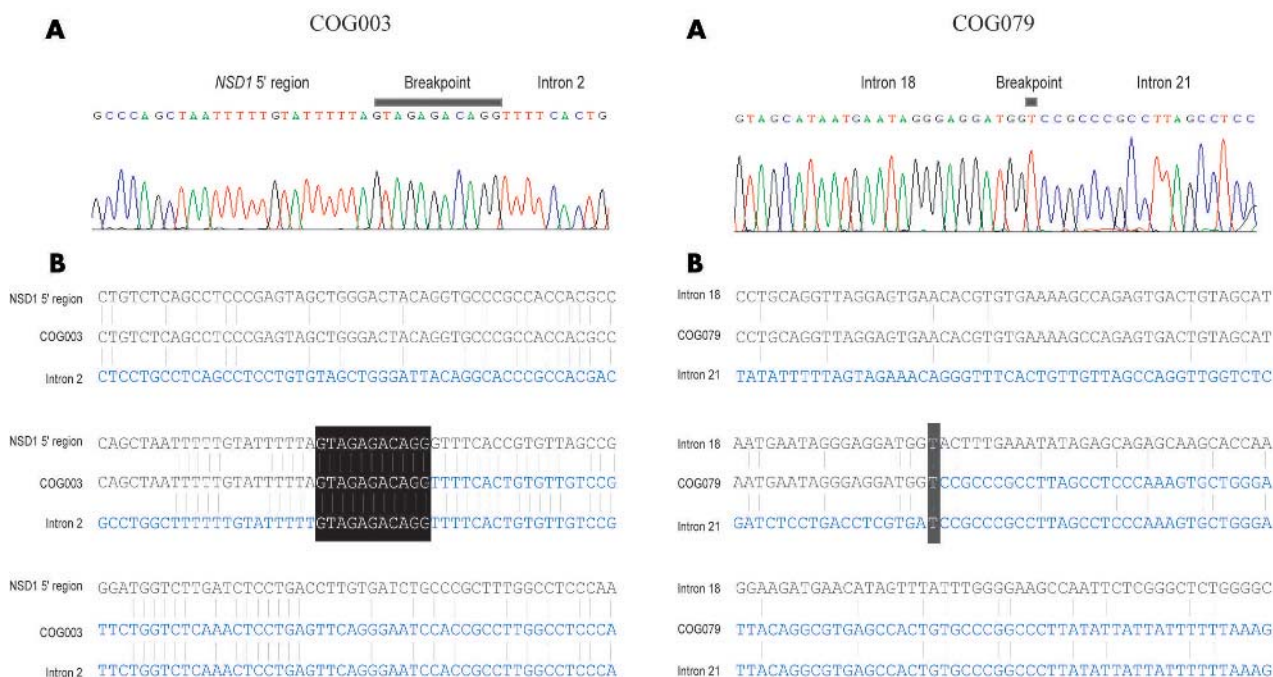 COG003
A
NSD1 5' region Breakpoint Intron 2
GCCCAGCTAATTTTTGTATTTTTAGTAGAGACAGGTTTTCACTG
B
NSD1 5' region CTGTCTCAGCCTCCCGAGTAGCTGGGACTACAGGTGCCCGCCACCACGCC
COG003 CTGTCTCAGCCTCCCGAGTAGCTGGGACTACAGGTGCCCGCCACCACGCC
Intron 2 CTCCTGCCTCAGCCTCCTGTGTAGCTGGGATTACAGGCACCCGCCACGAC
NSD1 5' region CAGCTAATTTTTGTATTTTTAGTAGAGACAGGGTTTCACCGTGTTAGCCG
COG003 CAGCTAATTTTTGTATTTTTAGTAGAGACAGGTTTTCACTGTGTTGTCCG
Intron 2 GCCTGGCTTTTTTGTATTTTTGTAGAGACAGGTTTTCACTGTGTTGTCCG
NSD1 5' region GGATGGTCTTGATCTCCTGACCTTGTGATCTGCCCGCTTTGGCCTCCCAA
COG003 TTCTGGTCTCAAACTCCTGAGTTCAGGGAATCCACCGCCTTGGCCTCCCA
Intron 2 TTCTGGTCTCAAACTCCTGAGTTCAGGGAATCCACCGCCTTGGCCTCCCA
COG079
A
Intron 18 Breakpoint Intron 21
GTAGCATAATGAATAGGGAGGATGGTCCGCCCGCCTTAGCCTCC
B
Intron 18 CCTGCAGGTTAGGAGTGAACACGTGTGAAAAGCCAGAGTGACTGTAGCAT
COG079 CCTGCAGGTTAGGAGTGAACACGTGTGAAAAGCCAGAGTGACTGTAGCAT
Intron 21 TATATTTTTAGTAGAAACAGGGTTTCACTGTTGTTAGCCAGGTTGGTCTC
Intron 18 AATGAATAGGGAGGATGGTACTTTGAAATATAGAGCAGAGCAAGCACCAA
COG079 AATGAATAGGGAGGATGGTCCGCCCGCCTTAGCCTCCCAAAGTGCTGGGA
Intron 21 GATCTCCTGACCTCGTGATCCGCCCGCCTTAGCCTCCCAAAGTGCTGGGA
Intron 18 GGAAGATGAACATAGTTTATTTGGGGAAGCCAATTCTCGGGCTCTGGGGC
COG079 TTACAGGCGTGAGCCACTGTGCCCGGCCCTTATATTATTATTTTTTAAAG
Intron 21 TTACAGGCGTGAGCCACTGTGCCCGGCCCTTATATTATTATTTTTTAAAG